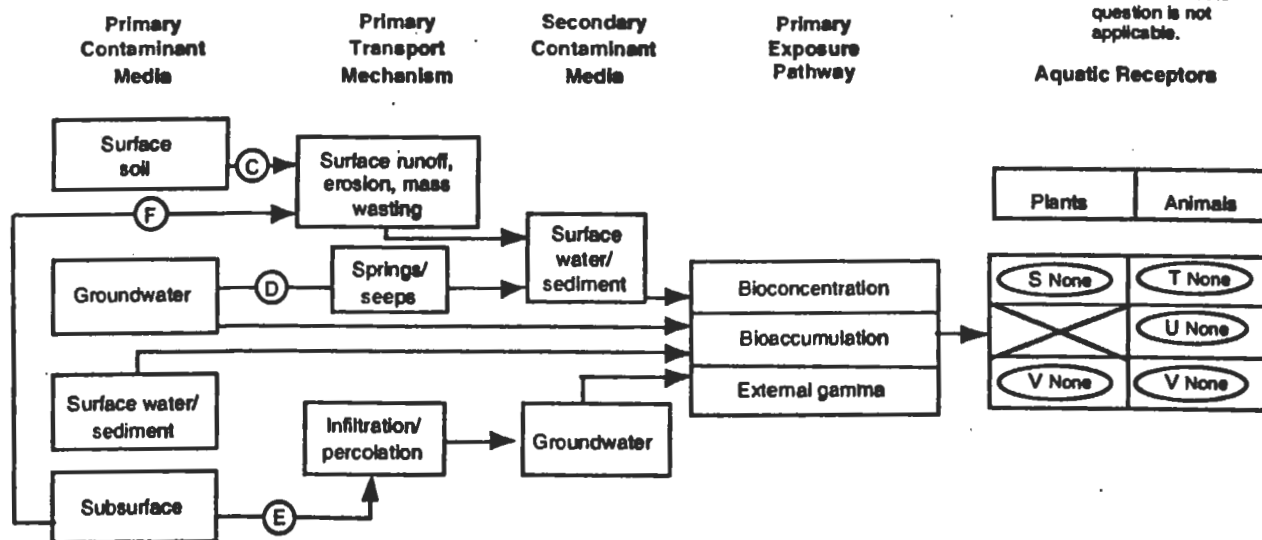 question is not
applicable.
Primary
Contaminant
Media
Primary
Transport
Mechanism
Secondary
Contaminant
Media
Primary
Exposure
Pathway
Aquatic Receptors
Surface
soil
C
Surface runoff,
erosion, mass
wasting
F
Plants
Animals
Groundwater
D
Springs/
seeps
Surface
water/
sediment
Bioconcentration
Bioaccumulation
External gamma
S None
T None
U None
V None
V None
Surface water/
sediment
Infiltration/
percolation
Groundwater
Subsurface
E